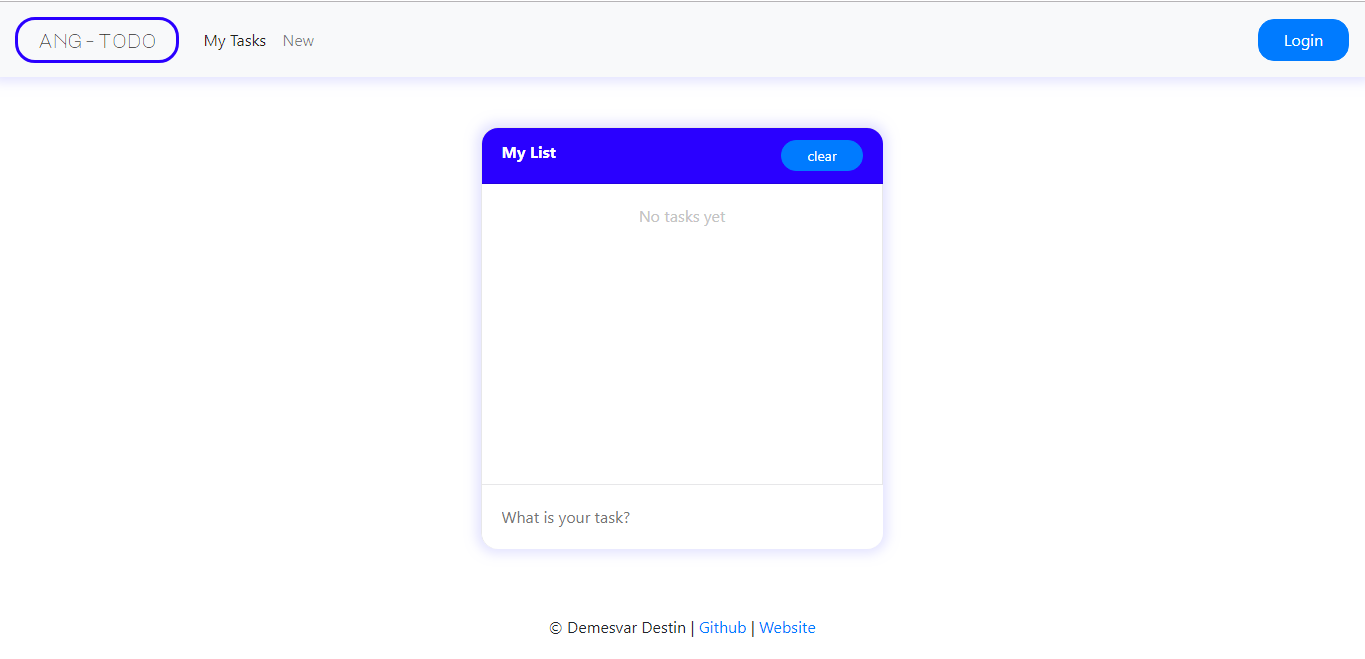 ANG - TODO My Tasks New Login
My List clear
No tasks yet
What is your task?
© Demesvar Destin | Github | Website